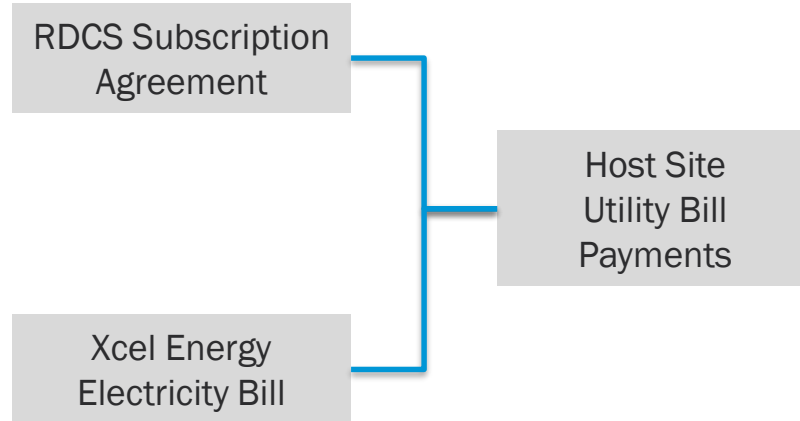 RDCS Subscription
Agreement
Host Site
Utility Bill
Payments
Xcel Energy
Electricity Bill